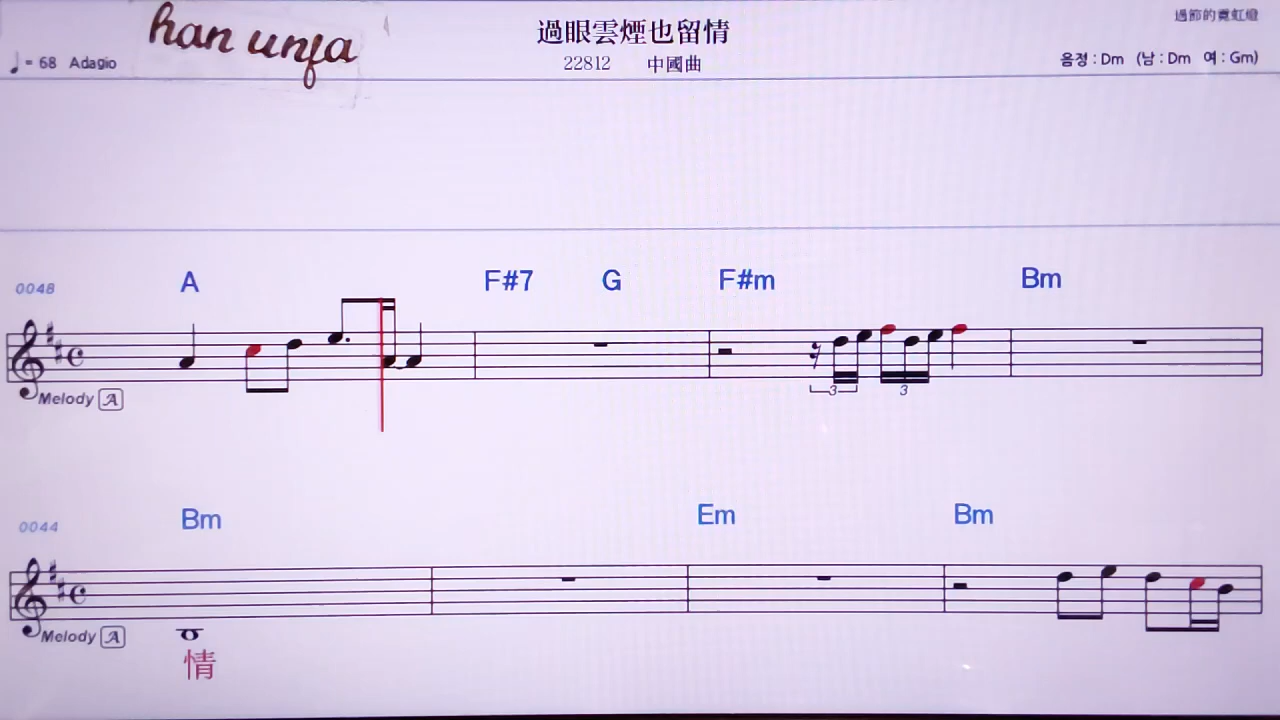 han unja
過眼雲煙也留情
過節的霓虹燈
♩= 68 Adagio
22812 中國曲
음정 : Dm (남 : Dm 여 : Gm)
0048 A F#7 G F#m Bm
Melody A
3 3
0044 Bm Em Bm
Melody A
情